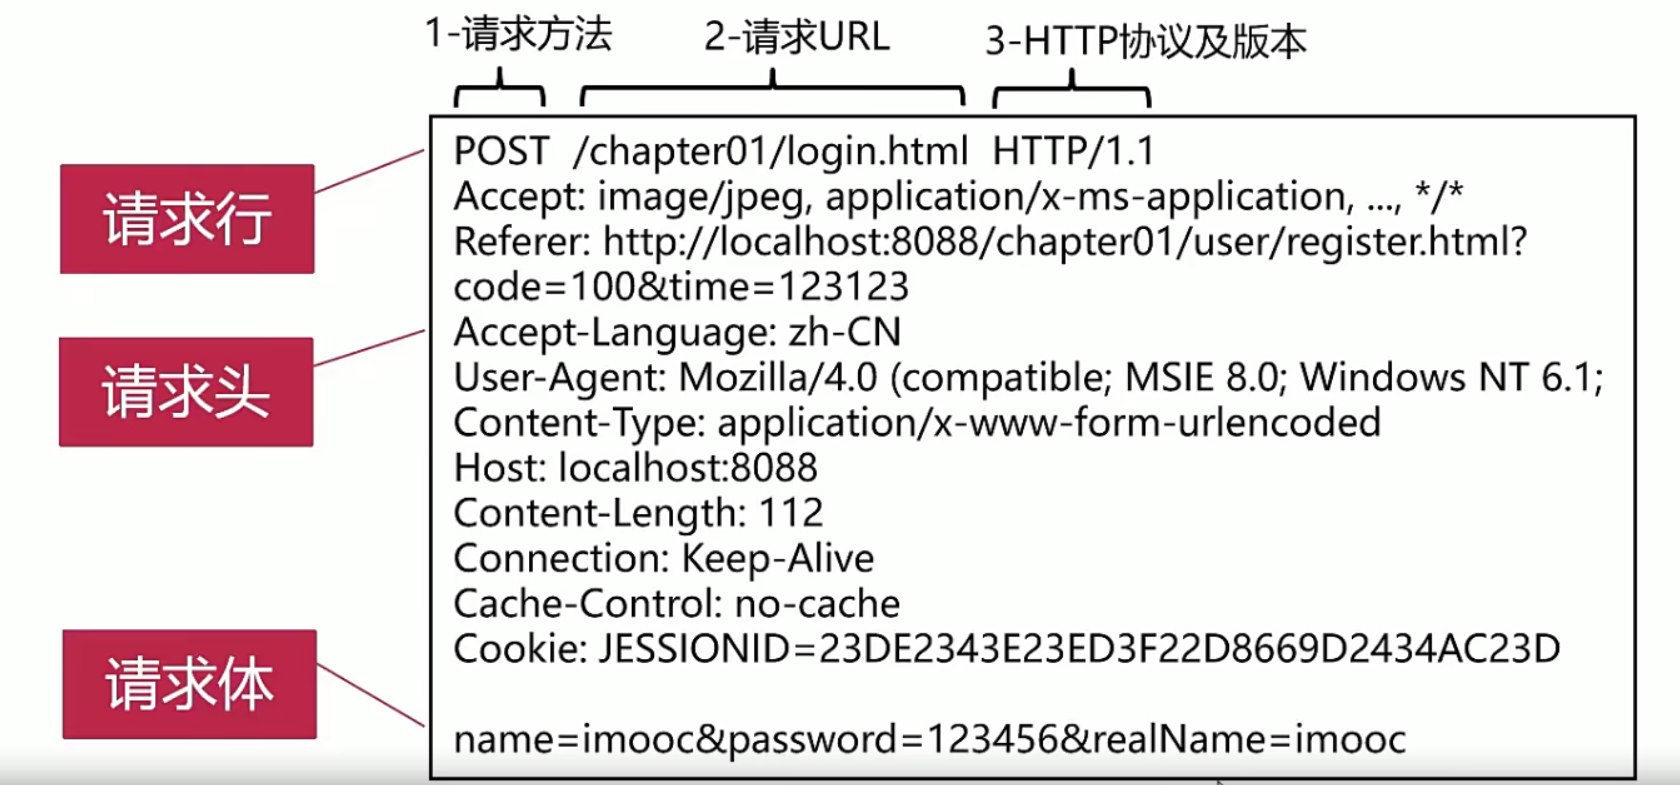 1-请求方法 2-请求URL 3-HTTP协议及版本
请求行
请求头
请求体
POST /chapter01/login.html HTTP/1.1
Accept: image/jpeg, application/x-ms-application, ..., */*
Referer: http://localhost:8088/chapter01/user/register.html?
code=100&time=123123
Accept-Language: zh-CN
User-Agent: Mozilla/4.0 (compatible; MSIE 8.0; Windows NT 6.1;
Content-Type: application/x-www-form-urlencoded
Host: localhost:8088
Content-Length: 112
Connection: Keep-Alive
Cache-Control: no-cache
Cookie: JESSIONID=23DE2343E23ED3F22D8669D2434AC23D
name=imooc&password=123456&realName=imooc